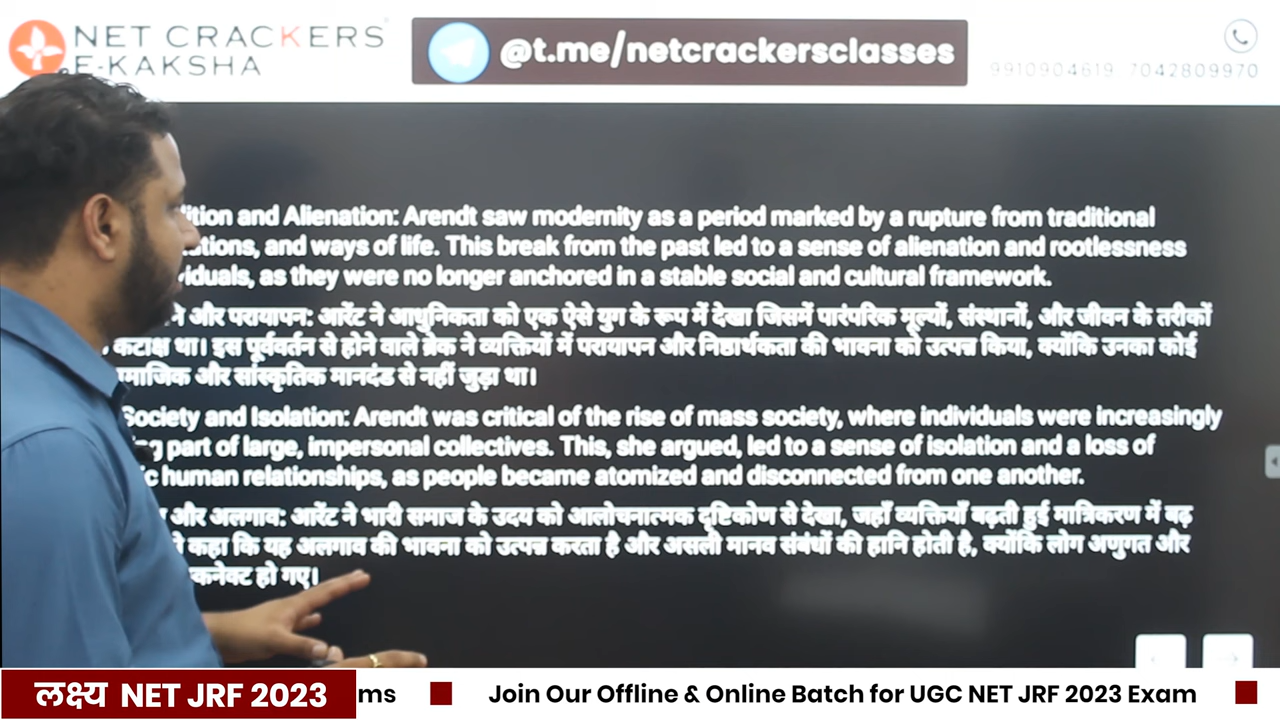 NET CRACKERS
E-KAKSHA
@t.me/netcrackersclasses
9910904619 7042809970
and Alienation: Arendt saw modernity as a period marked by a rupture from traditional
and ways of life. This break from the past led to a sense of alienation and rootlessness
as they were no longer anchored in a stable social and cultural framework.
और परायापन: आरेंट ने आधुनिकता को एक ऐसे युग के रूप में देखा जिसमें पारंपरिक मूल्यों, संस्थानों, और जीवन के तरीकों
कटाक्ष था। इस पूर्ववर्तन से होने वाले ब्रेक ने व्यक्तियों में परायापन और निष्ठार्थकता की भावना को उत्पन्न किया, क्योंकि उनका कोई
और सांस्कृतिक मानदंड से नहीं जुड़ा था।
Society and Isolation: Arendt was critical of the rise of mass society, where individuals were increasingly
part of large, impersonal collectives. This, she argued, led to a sense of isolation and a loss of
human relationships, as people became atomized and disconnected from one another.
और अलगाव: आरेंट ने भारी समाज के उदय को आलोचनात्मक दृष्टिकोण से देखा, जहाँ व्यक्तियाँ बढ़ती हुई मात्रिकरण में बढ़
कहा कि यह अलगाव की भावना को उत्पन्न करता है और असली मानव संबंधों की हानि होती है, क्योंकि लोग अणुगत और
हो गए।
लक्ष्य NET JRF 2023
Join Our Offline & Online Batch for UGC NET JRF 2023 Exam